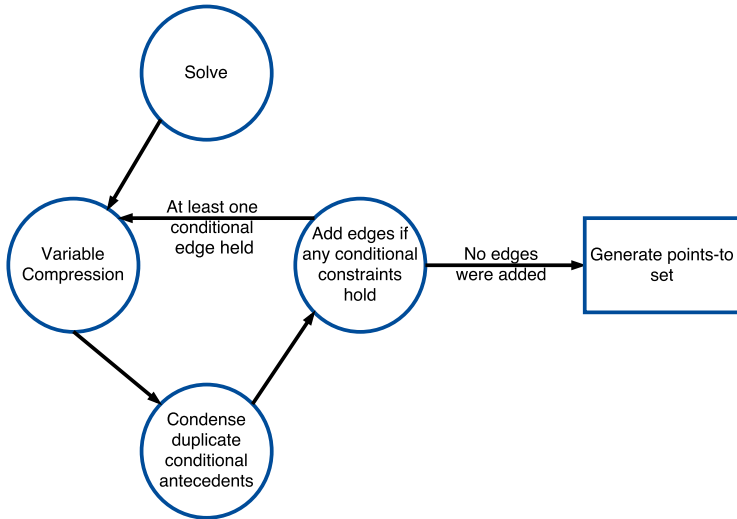 Solve
At least one
conditional
edge held
Variable
Compression
Add edges if
any conditional
constraints
hold
No edges
were added
Generate points-to
set
Condense
duplicate
conditional
antecedents